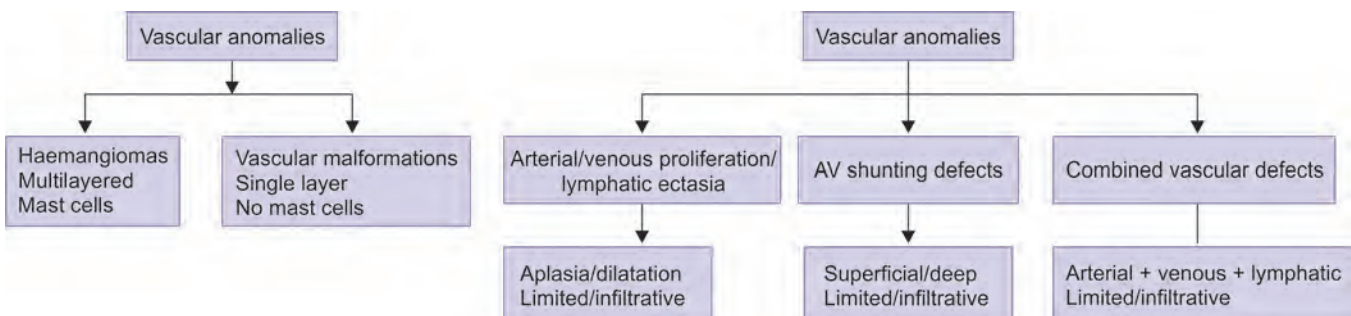 Vascular anomalies
Haemangiomas
Multilayered
Mast cells
Vascular malformations
Single layer
No mast cells
Vascular anomalies
Arterial/venous proliferation/
lymphatic ectasia
AV shunting defects
Combined vascular defects
Aplasia/dilatation
Limited/infiltrative
Superficial/deep
Limited/infiltrative
Arterial + venous + lymphatic
Limited/infiltrative